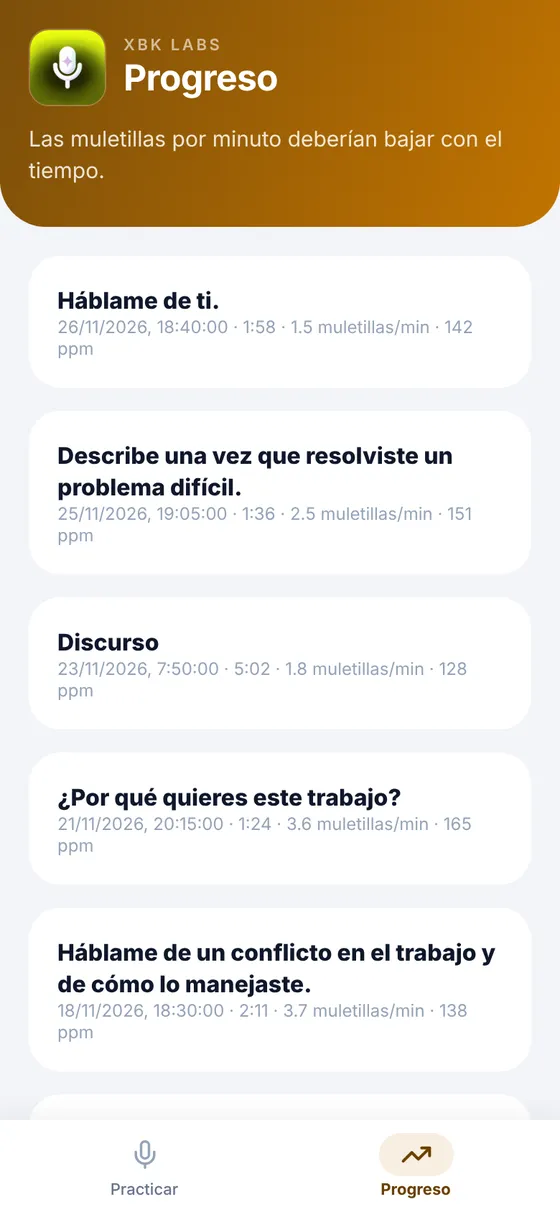 XBK LABS
Progreso
Las muletillas por minuto deberían bajar con el
tiempo.
Háblame de ti.
26/11/2026, 18:40:00 · 1:58 · 1.5 muletillas/min · 142
ppm
Describe una vez que resolviste un
problema difícil.
25/11/2026, 19:05:00 · 1:36 · 2.5 muletillas/min · 151
ppm
Discurso
23/11/2026, 7:50:00 · 5:02 · 1.8 muletillas/min · 128
ppm
¿Por qué quieres este trabajo?
21/11/2026, 20:15:00 · 1:24 · 3.6 muletillas/min · 165
ppm
Háblame de un conflicto en el trabajo y
de cómo lo manejaste.
18/11/2026, 18:30:00 · 2:11 · 3.7 muletillas/min · 138
ppm
Practicar
Progreso